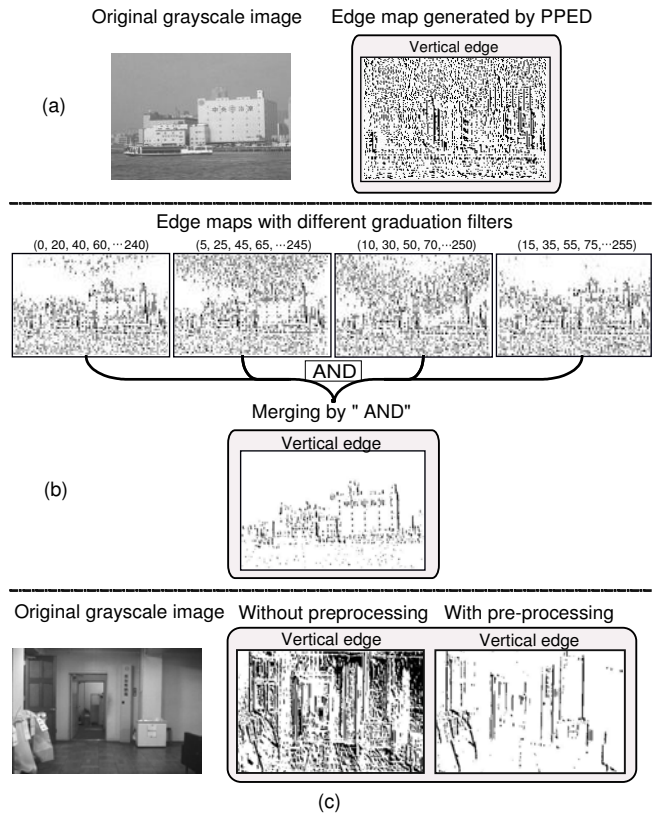 Original grayscale image
Edge map generated by PPED
Vertical edge
(a)
Edge maps with different graduation filters
(0, 20, 40, 60, ···240)
(5, 25, 45, 65, ···245)
(10, 30, 50, 70, ···250)
(15, 35, 55, 75, ···255)
AND
Merging by " AND"
Vertical edge
(b)
Original grayscale image
Without preprocessing
With pre-processing
Vertical edge
Vertical edge
(c)